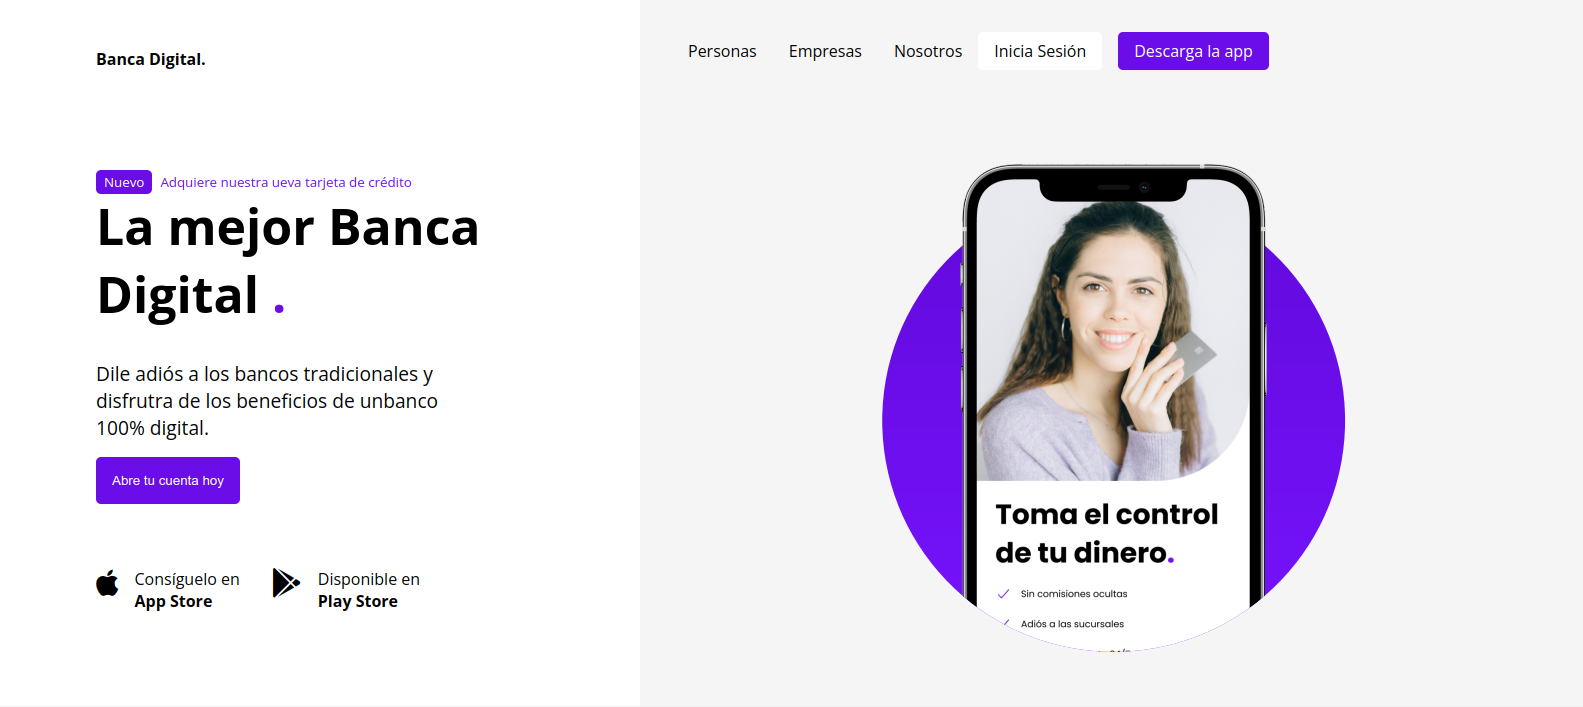 Banca Digital.
Personas Empresas Nosotros Inicia Sesión Descarga la app
Nuevo Adquiere nuestra ueva tarjeta de crédito
La mejor Banca
Digital .
Dile adiós a los bancos tradicionales y
disfrutra de los beneficios de unbanco
100% digital.
Abre tu cuenta hoy
Consíguelo en
App Store
Disponible en
Play Store
Toma el control
de tu dinero.
Sin comisiones ocultas
Adiós a las sucursales